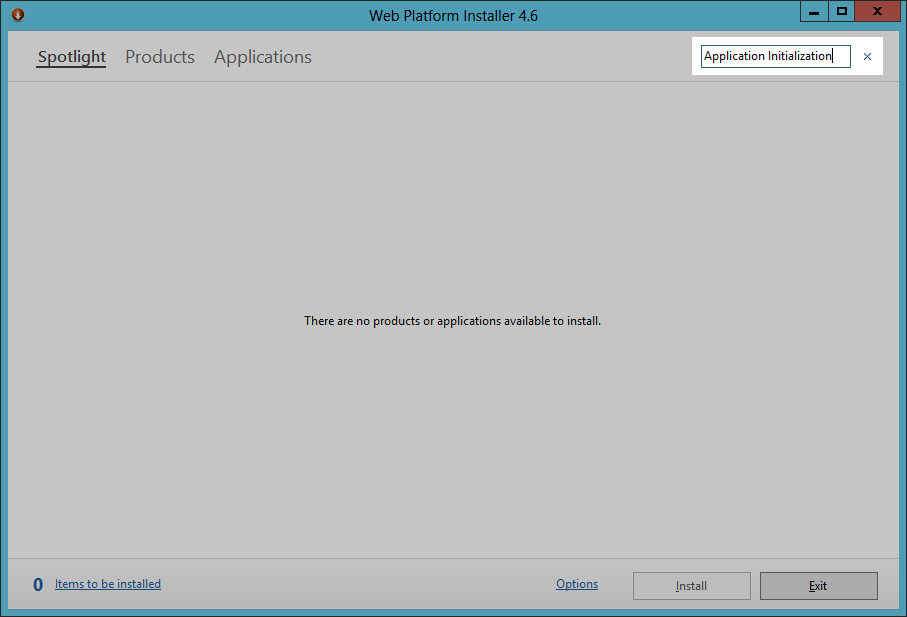 Web Platform Installer 4.6
Spotlight Products Applications Application Initialization
There are no products or applications available to install.
0 Items to be installed Options Install Exit